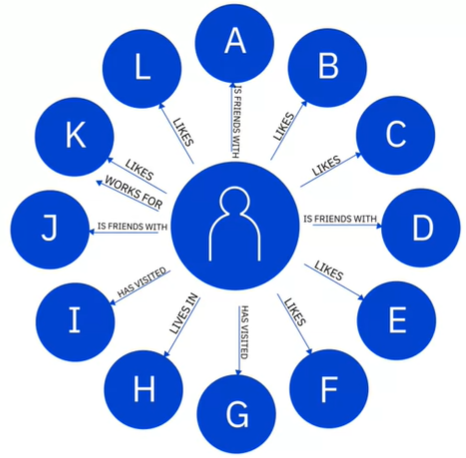 A
IS FRIENDS WITH
B
LIKES
C
LIKES
D
IS FRIENDS WITH
E
LIKES
F
LIKES
G
HAS VISITED
H
LIVES IN
I
HAS VISITED
J
IS FRIENDS WITH
K
LIKES
WORKS FOR
L
LIKES